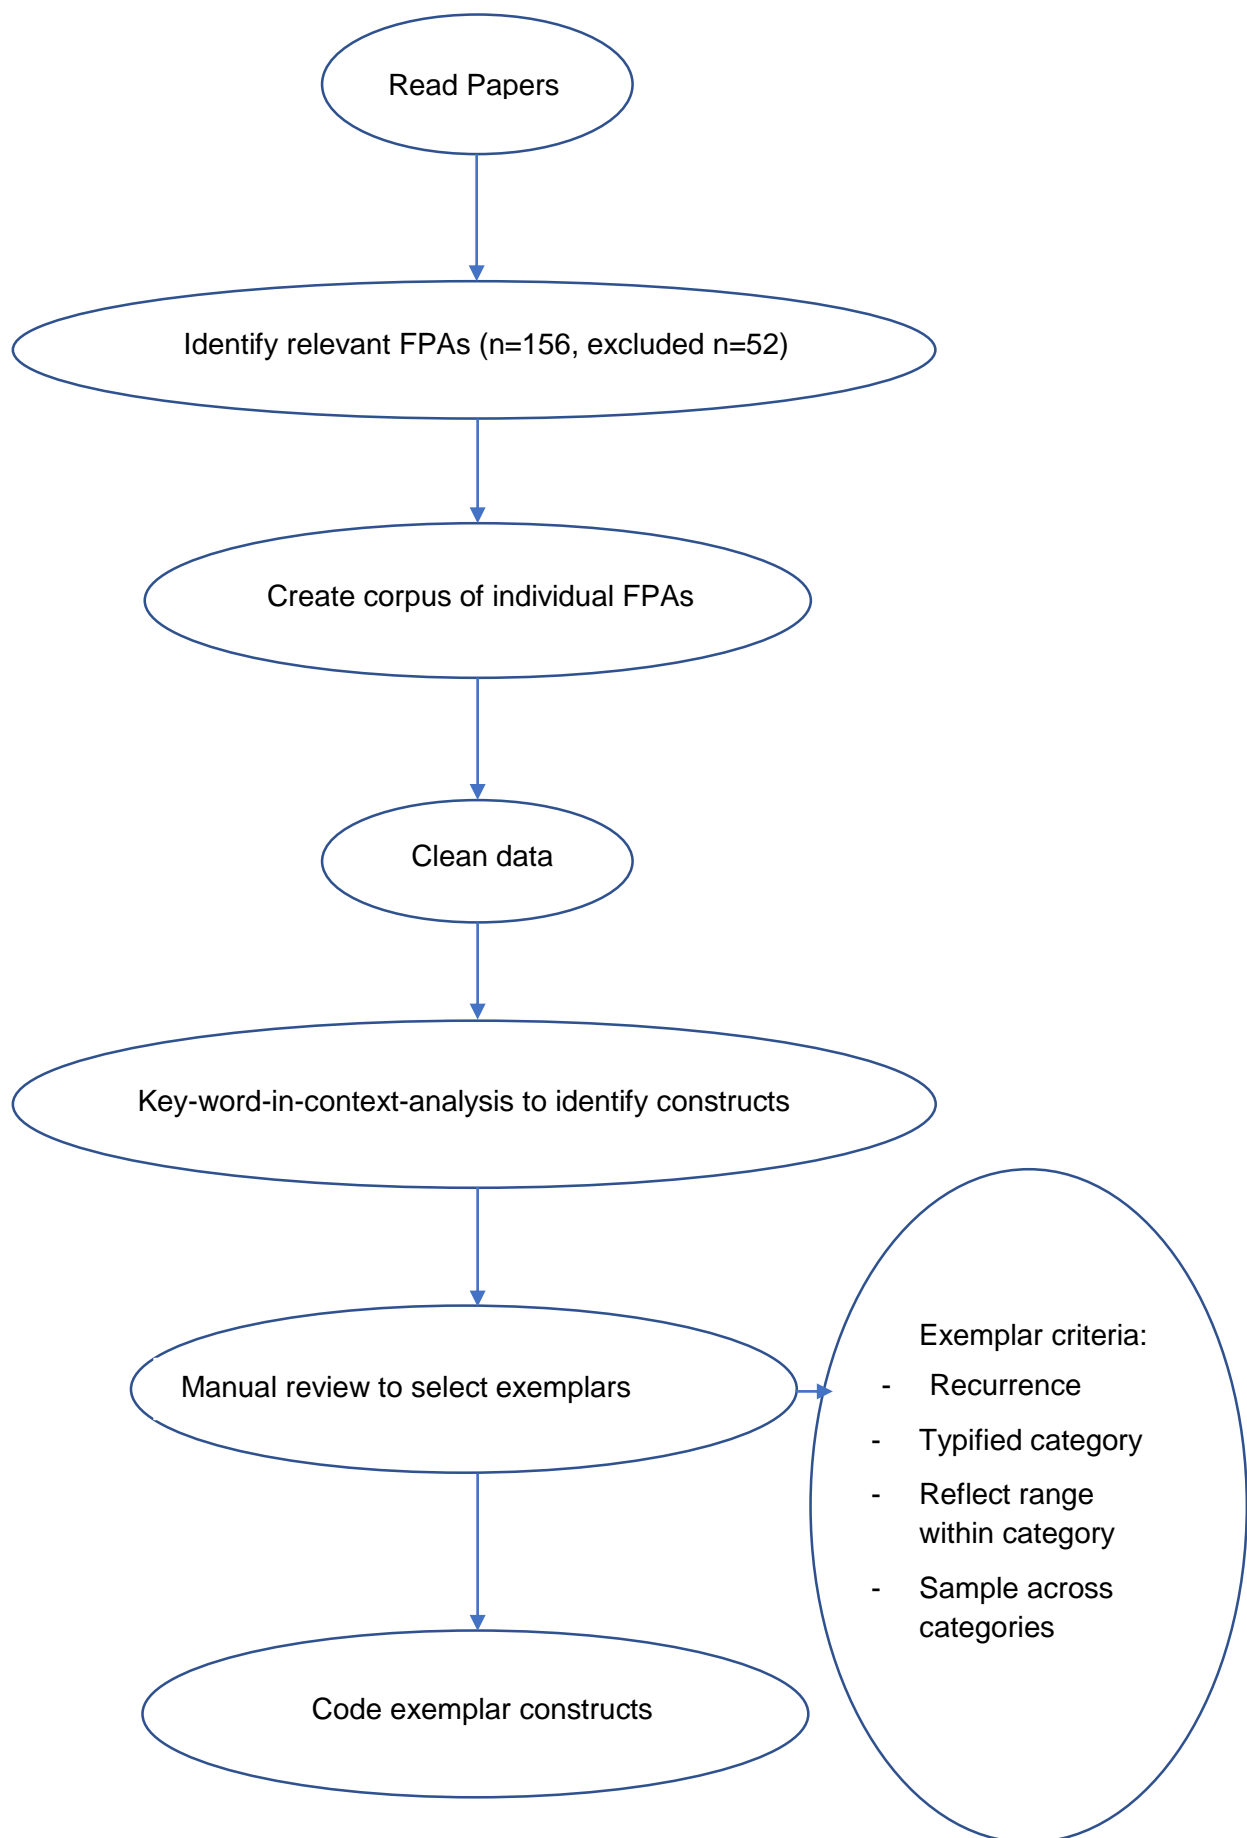 Read Papers
Identify relevant FPAs (n=156, excluded n=52)
Create corpus of individual FPAs
Clean data
Key-word-in-context-analysis to identify constructs
Manual review to select exemplars
Exemplar criteria:
- Recurrence
- Typified category
- Reflect range
within category
- Sample across
categories
Code exemplar constructs